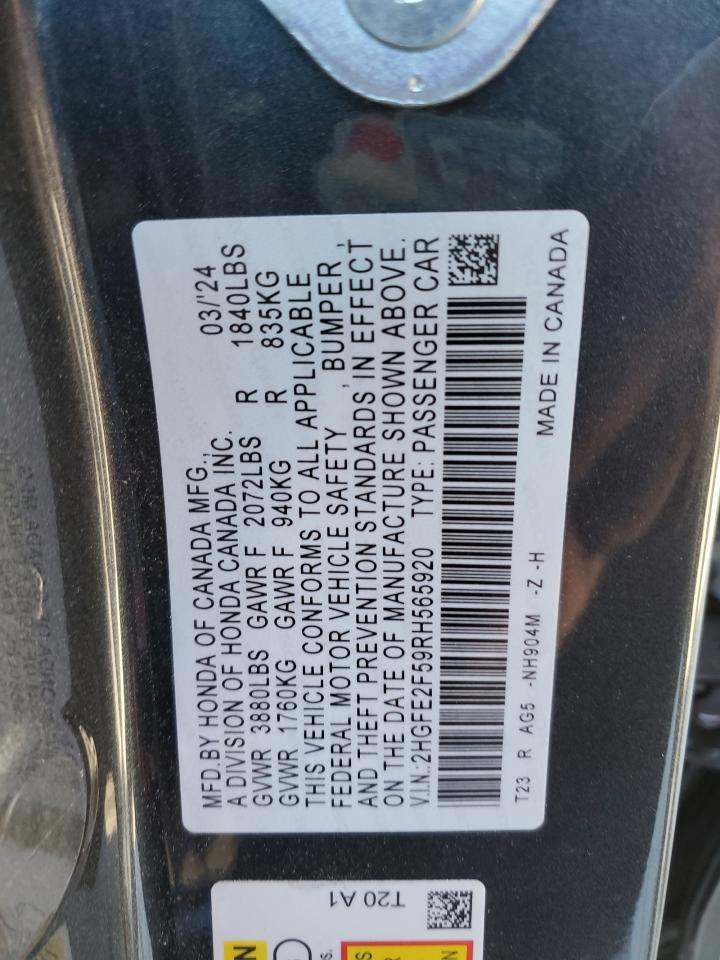 MFD.BY HONDA OF CANADA MFG., 03/'24
A DIVISION OF HONDA CANADA INC.
GVWR 3880LBS GAWR F 2072LBS R 1840LBS
GVWR 1760KG GAWR F 940KG R 835KG
THIS VEHICLE CONFORMS TO ALL APPLICABLE
FEDERAL MOTOR VEHICLE SAFETY , BUMPER ,
AND THEFT PREVENTION STANDARDS IN EFFECT
ON THE DATE OF MANUFACTURE SHOWN ABOVE.
V.I.N.:2HGFE2F59RH565920 TYPE: PASSENGER CAR
T23 R AG5 -NH904M -Z -H
MADE IN CANADA
T20 A1